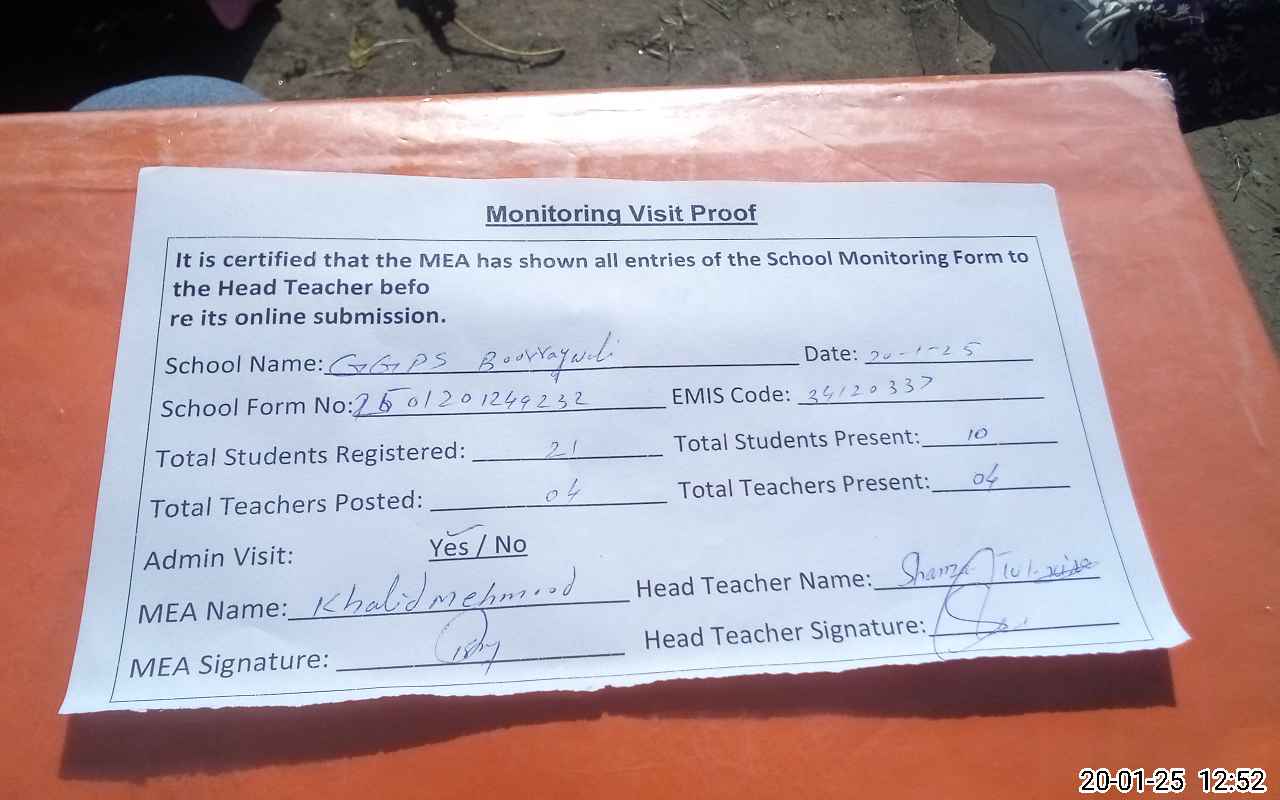 Monitoring Visit Proof
It is certified that the MEA has shown all entries of the School Monitoring Form to
the Head Teacher befo
re its online submission.
School Name: GGPS Date: 20-1-25
School Form No: 2501201249232 EMIS Code: 34120337
Total Students Registered: 21 Total Students Present: 10
Total Teachers Posted: 04 Total Teachers Present: 04
Admin Visit: Yes / No
MEA Name: Khalid mehmood Head Teacher Name:
MEA Signature: Head Teacher Signature:
20-01-25 12:52